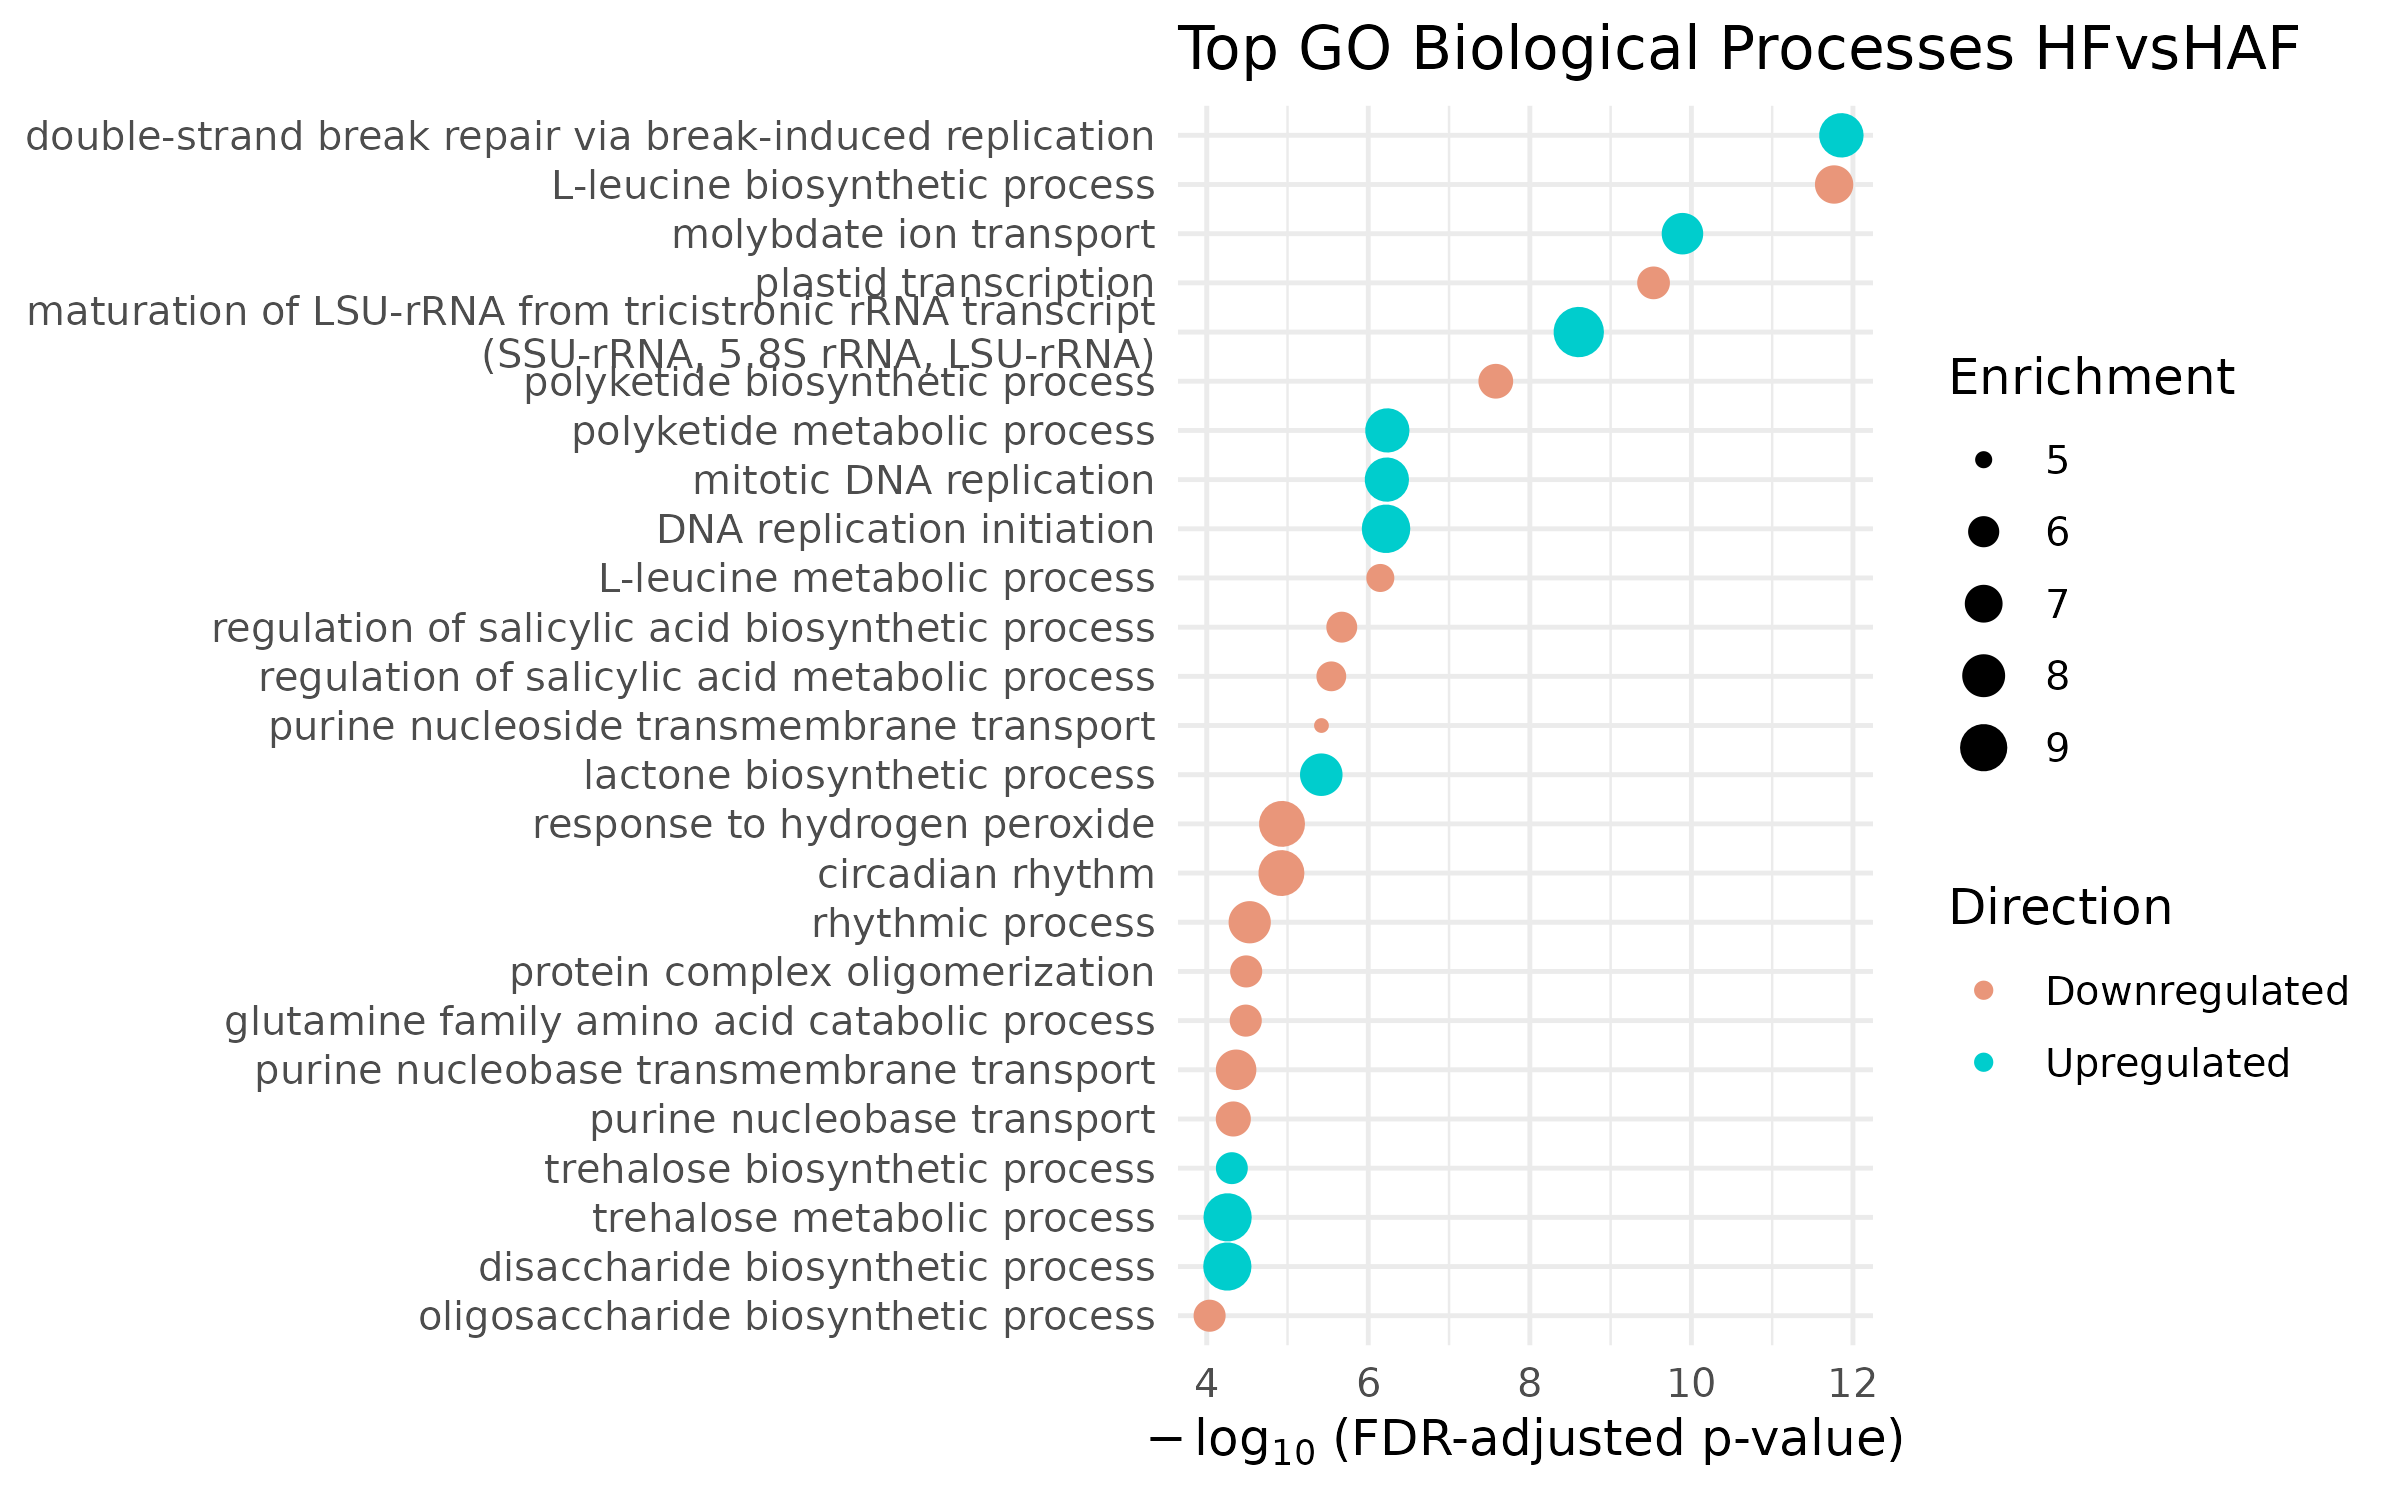 Top GO Biological Processes HFvsHAF
double-strand break repair via break-induced replication
L-leucine biosynthetic process
molybdate ion transport
plastid transcription
maturation of LSU-rRNA from tricistronic rRNA transcript
(SSU-rRNA, 5.8S rRNA, LSU-rRNA)
polyketide biosynthetic process
polyketide metabolic process
mitotic DNA replication
DNA replication initiation
L-leucine metabolic process
regulation of salicylic acid biosynthetic process
regulation of salicylic acid metabolic process
purine nucleoside transmembrane transport
lactone biosynthetic process
response to hydrogen peroxide
circadian rhythm
rhythmic process
protein complex oligomerization
glutamine family amino acid catabolic process
purine nucleobase transmembrane transport
purine nucleobase transport
trehalose biosynthetic process
trehalose metabolic process
disaccharide biosynthetic process
oligosaccharide biosynthetic process
4 6 8 10 12
−log₁₀ (FDR-adjusted p-value)
Enrichment
5
6
7
8
9
Direction
Downregulated
Upregulated